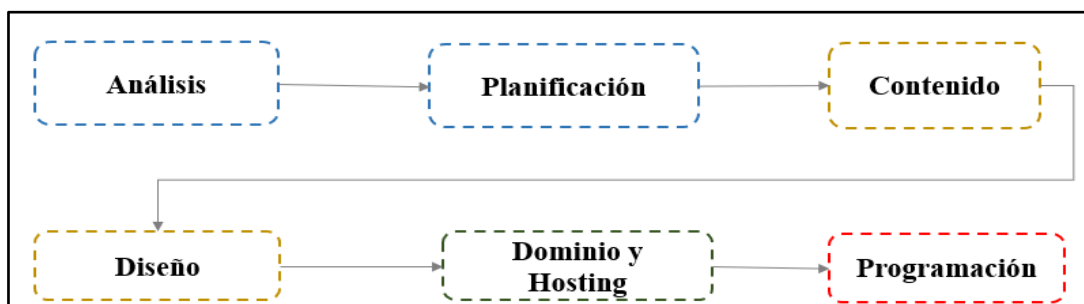 Análisis
Planificación
Contenido
Diseño
Dominio y
Hosting
Programación